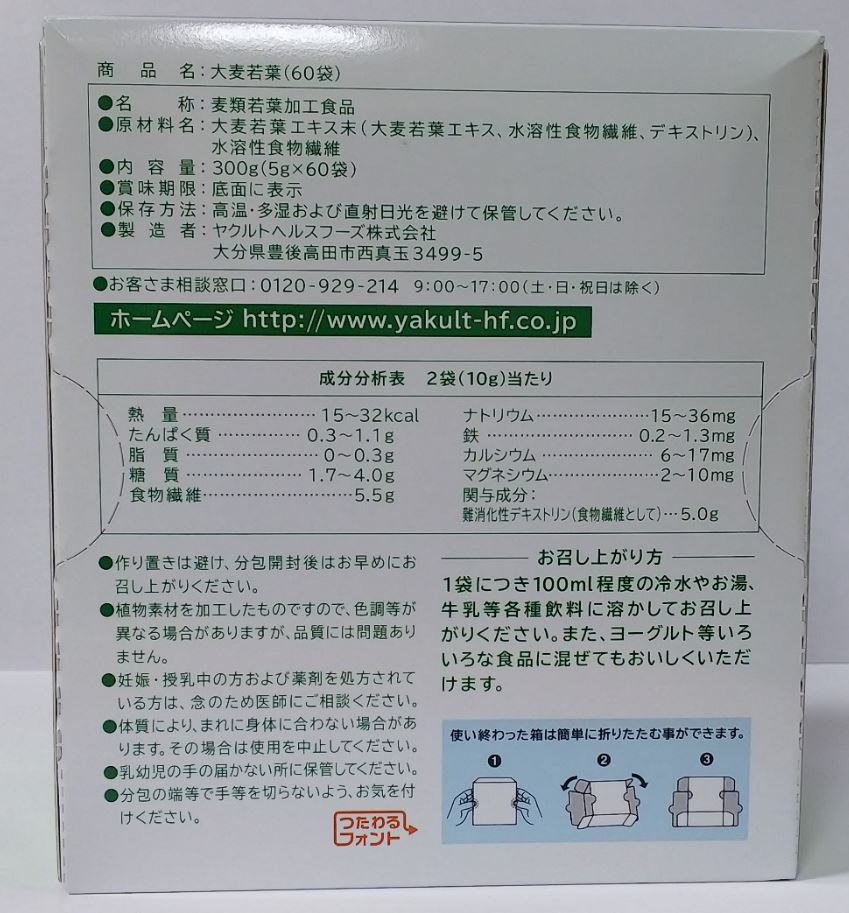 商品名：大麦若葉(60袋)
●名称：麦類若葉加工食品
●原材料名：大麦若葉エキス末(大麦若葉エキス、水溶性食物繊維、デキストリン)、
水溶性食物繊維
●内容量：300g(5g×60袋)
●賞味期限：底面に表示
●保存方法：高温・多湿および直射日光を避けて保管してください。
●製造者：ヤクルトヘルスフーズ株式会社
大分県豊後高田市西真玉3499-5
●お客さま相談窓口：0120-929-214 9:00〜17:00(土・日・祝日は除く)
ホームページ http://www.yakult-hf.co.jp
成分分析表 2袋(10g)当たり
熱量……………………15〜32kcal
たんぱく質……………0.3〜1.1g
脂質……………………0〜0.3g
糖質…………………1.7〜4.0g
食物繊維………………………5.5g
ナトリウム…………………15〜36mg
鉄………………………0.2〜1.3mg
カルシウム…………………6〜17mg
マグネシウム………………2〜10mg
関与成分：
難消化性デキストリン(食物繊維として)…5.0g
●作り置きは避け、分包開封後はお早めにお
召し上がりください。
●植物素材を加工したものですので、色調等が
異なる場合がありますが、品質には問題あり
ません。
●妊娠・授乳中の方および薬剤を処方されて
いる方は、念のため医師にご相談ください。
●体質により、まれに身体に合わない場合があ
ります。その場合は使用を中止してください。
●乳幼児の手の届かない所に保管してください。
●分包の端等で手等を切らないよう、お気を付
けください。
つたわる
フォント
お召し上がり方
1袋につき100ml程度の冷水やお湯、
牛乳等各種飲料に溶かしてお召し上
がりください。また、ヨーグルト等いろ
いろな食品に混ぜてもおいしくいただ
けます。
使い終わった箱は簡単に折りたたむ事ができます。
❶ ❷ ❸